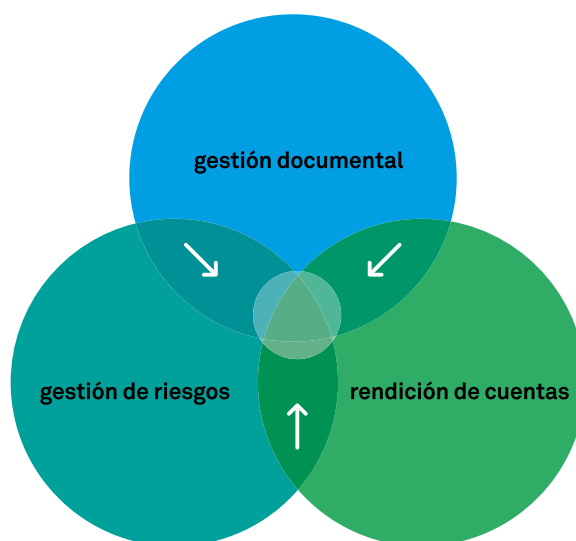 gestión documental
gestión de riesgos
rendición de cuentas